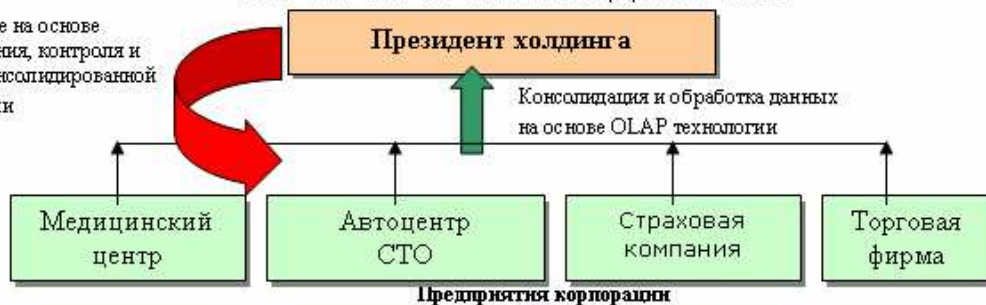 Президент холдинга
е на основе
ния, контроля и
нсолидированной
и
Консолидация и обработка данных
на основе OLAP технологии
Медицинский
центр
Автоцентр
СТО
Страховая
компания
Торговая
фирма
Предприятия корпорации